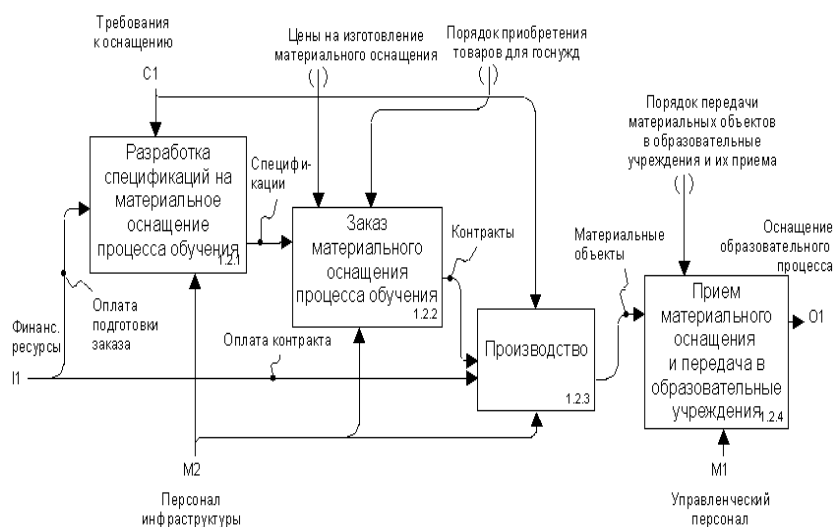 Требования
к оснащению
C1
Цены на изготовление
материального оснащения
( )
Порядок приобретения
товаров для госнужд
( )
Порядок передачи
материальных объектов
в образовательные
учреждения и их приема
( )
Разработка
спецификаций на
материальное
оснащение
процесса обучения
1.2.1
Специфи-
кации
Заказ
материального
оснащения
процесса обучения
1.2.2
Контракты
Материальные
объекты
Оснащение
образовательного
процесса
O1
Прием
материального
оснащения
и передача в
образовательные
учреждения
1.2.4
Производство
1.2.3
Оплата
подготовки
заказа
Финанс.
ресурсы
I1
Оплата контракта
M2
Персонал
инфраструктуры
M1
Управленческий
персонал